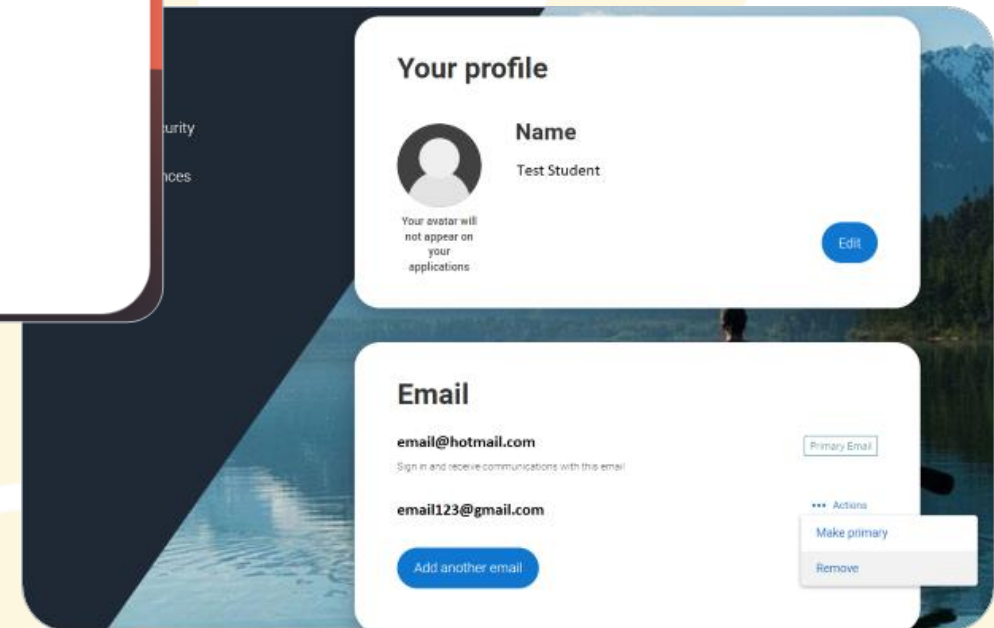 Your profile
Name
Test Student
Your avatar will
not appear on
your
applications
Edit
Email
email@hotmail.com
Primary Email
Sign in and receive communications with this email
email123@gmail.com
••• Actions
Make primary
Remove
Add another email